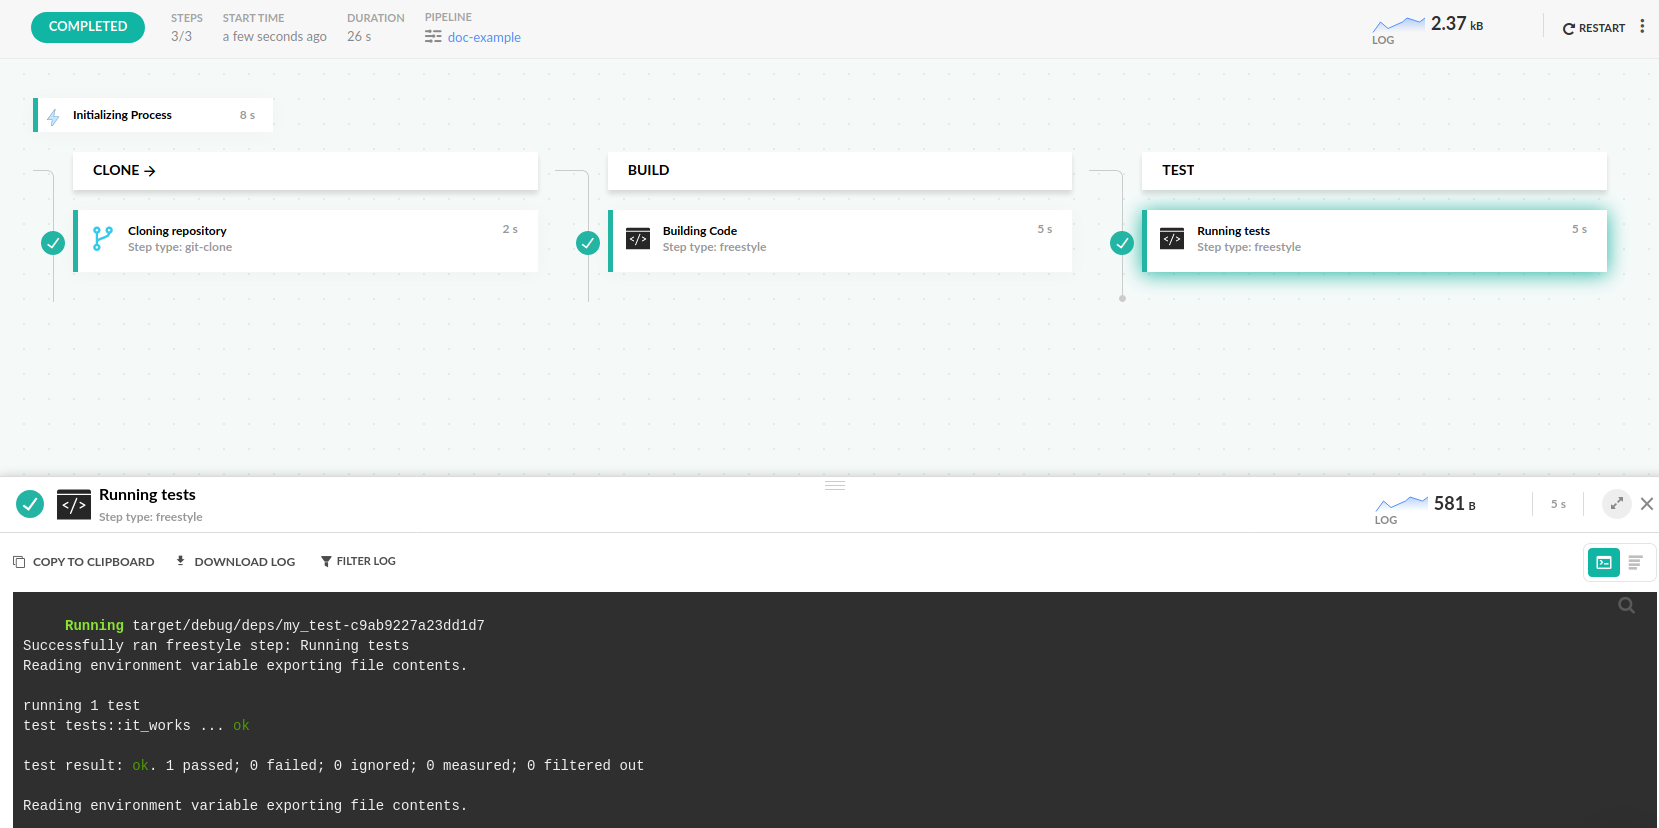 COMPLETED
STEPS
3/3
START TIME
a few seconds ago
DURATION
26 s
PIPELINE
doc-example
LOG
2.37 kB
RESTART
Initializing Process 8 s
CLONE
BUILD
TEST
Cloning repository 2 s
Step type: git-clone
</> Building Code 5 s
Step type: freestyle
</> Running tests 5 s
Step type: freestyle
</> Running tests
Step type: freestyle
LOG
581 B
5 s
COPY TO CLIPBOARD DOWNLOAD LOG FILTER LOG
Running target/debug/deps/my_test-c9ab9227a23dd1d7
Successfully ran freestyle step: Running tests
Reading environment variable exporting file contents.
running 1 test
test tests::it_works ... ok
test result: ok. 1 passed; 0 failed; 0 ignored; 0 measured; 0 filtered out
Reading environment variable exporting file contents.